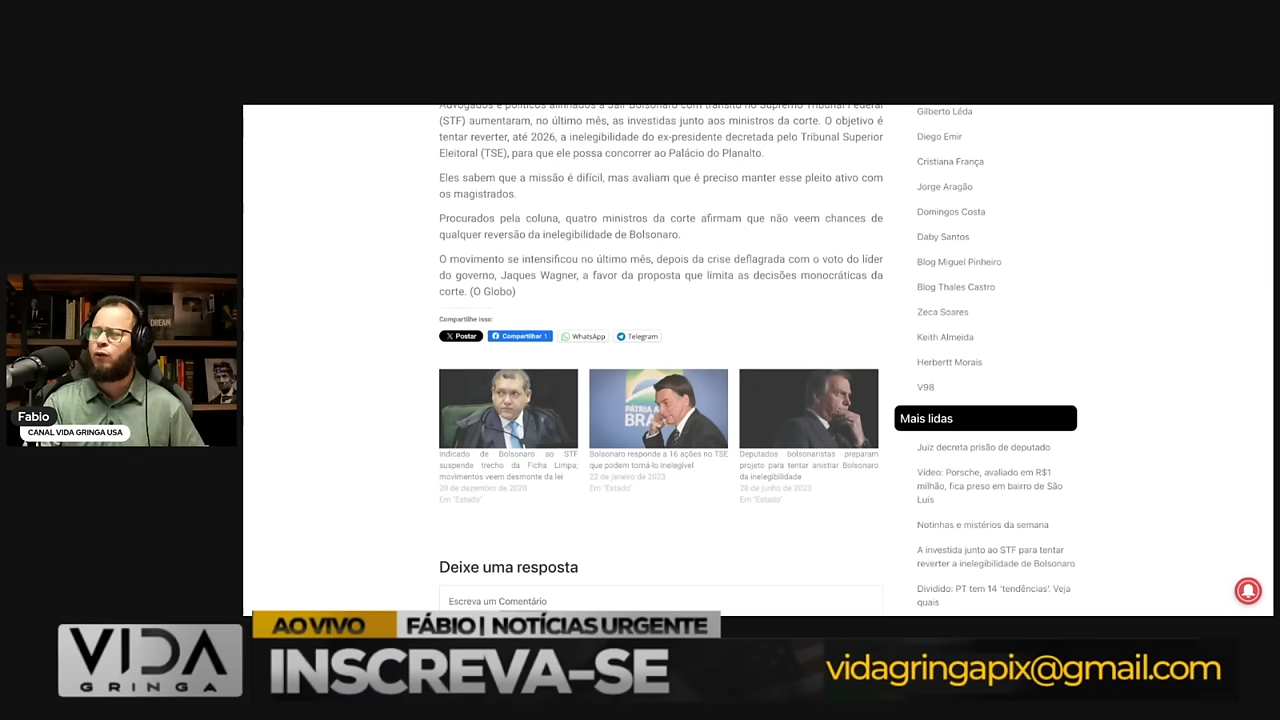 Advogados e políticos alinhados a Jair Bolsonaro com trânsito no Supremo Tribunal Federal
(STF) aumentaram, no último mês, as investidas junto aos ministros da corte. O objetivo é
tentar reverter, até 2026, a inelegibilidade do ex-presidente decretada pelo Tribunal Superior
Eleitoral (TSE), para que ele possa concorrer ao Palácio do Planalto.
Eles sabem que a missão é difícil, mas avaliam que é preciso manter esse pleito ativo com
os magistrados.
Procurados pela coluna, quatro ministros da corte afirmam que não veem chances de
qualquer reversão da inelegibilidade de Bolsonaro.
O movimento se intensificou no último mês, depois da crise deflagrada com o voto do líder
do governo, Jaques Wagner, a favor da proposta que limita as decisões monocráticas da
corte. (O Globo)
Compartilhe isso:
Postar
Compartilhar 1
WhatsApp
Telegram
PÁTRIA A
BRA
Indicado de Bolsonaro ao STF
suspende trecho da Ficha Limpa;
movimentos veem desmonte da lei
20 de dezembro de 2020
Em "Estado"
Bolsonaro responde a 16 ações no TSE
que podem torná-lo inelegível
22 de janeiro de 2023
Em "Estado"
Deputados bolsonaristas preparam
projeto para tentar anistiar Bolsonaro
da inelegibilidade
28 de junho de 2023
Em "Estado"
Deixe uma resposta
Escreva um Comentário
Gilberto Léda
Diego Emir
Cristiana França
Jorge Aragão
Domingos Costa
Daby Santos
Blog Miguel Pinheiro
Blog Thales Castro
Zeca Soares
Keith Almeida
Herbertt Morais
V98
Mais lidas
Juiz decreta prisão de deputado
Vídeo: Porsche, avaliado em R$1
milhão, fica preso em bairro de São
Luís
Notinhas e mistérios da semana
A investida junto ao STF para tentar
reverter a inelegibilidade de Bolsonaro
Dividido: PT tem 14 'tendências'. Veja
quais
DREAM
Fabio
CANAL VIDA GRINGA USA
VIDA
GRINGA
AO VIVO
FÁBIO | NOTÍCIAS URGENTE
INSCREVA-SE
vidagringapix@gmail.com